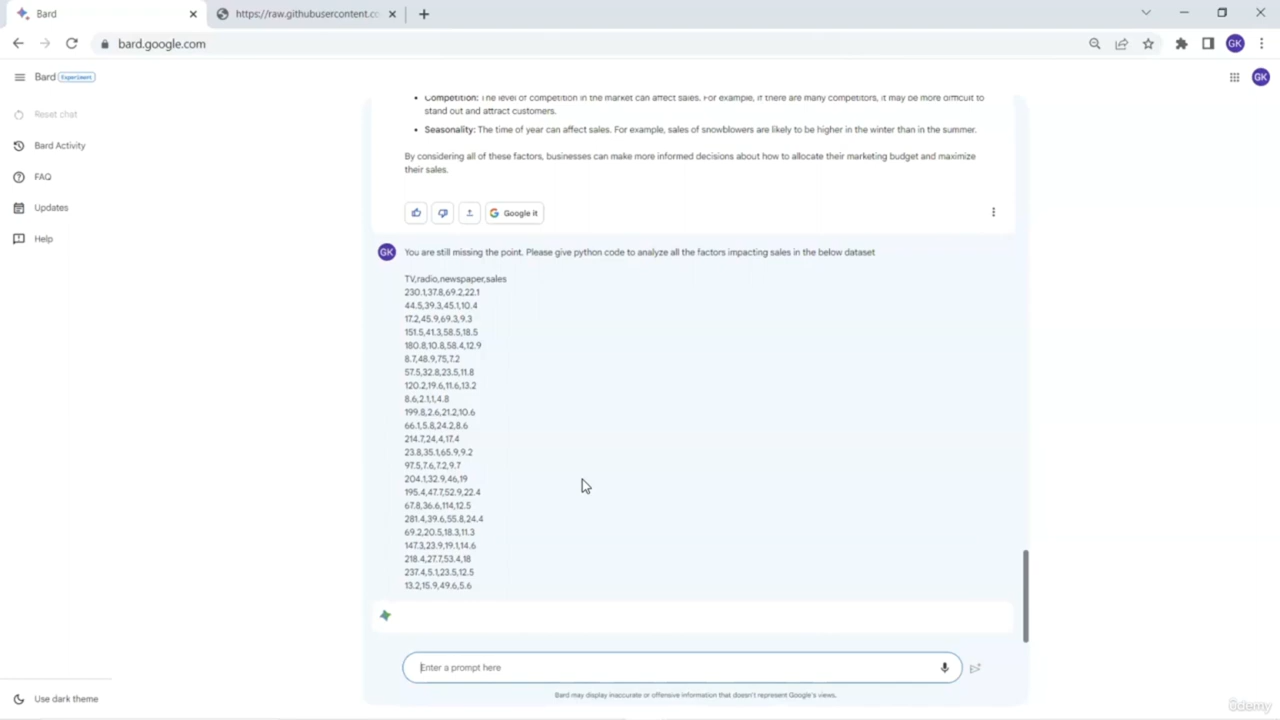 Bard
https://raw.githubusercontent.co
bard.google.com
GK
Bard Experiment
GK
Reset chat
Bard Activity
FAQ
Updates
Help
Use dark theme
• Competition: The level of competition in the market can affect sales. For example, if there are many competitors, it may be more difficult to
stand out and attract customers.
• Seasonality: The time of year can affect sales. For example, sales of snowblowers are likely to be higher in the winter than in the summer.
By considering all of these factors, businesses can make more informed decisions about how to allocate their marketing budget and maximize
their sales.
Google it
GK You are still missing the point. Please give python code to analyze all the factors impacting sales in the below dataset
TV,radio,newspaper,sales
230.1,37.8,69.2,22.1
44.5,39.3,45.1,10.4
17.2,45.9,69.3,9.3
151.5,41.3,58.5,18.5
180.8,10.8,58.4,12.9
8.7,48.9,75,7.2
57.5,32.8,23.5,11.8
120.2,19.6,11.6,13.2
8.6,2.1,1,4.8
199.8,2.6,21.2,10.6
66.1,5.8,24.2,8.6
214.7,24,4,17.4
23.8,35.1,65.9,9.2
97.5,7.6,7.2,9.7
204.1,32.9,46,19
195.4,47.7,52.9,22.4
67.8,36.6,114,12.5
281.4,39.6,55.8,24.4
69.2,20.5,18.3,11.3
147.3,23.9,19.1,14.6
218.4,27.7,53.4,18
237.4,5.1,23.5,12.5
13.2,15.9,49.6,5.6
Enter a prompt here
Bard may display inaccurate or offensive information that doesn't represent Google's views.
ûdemy